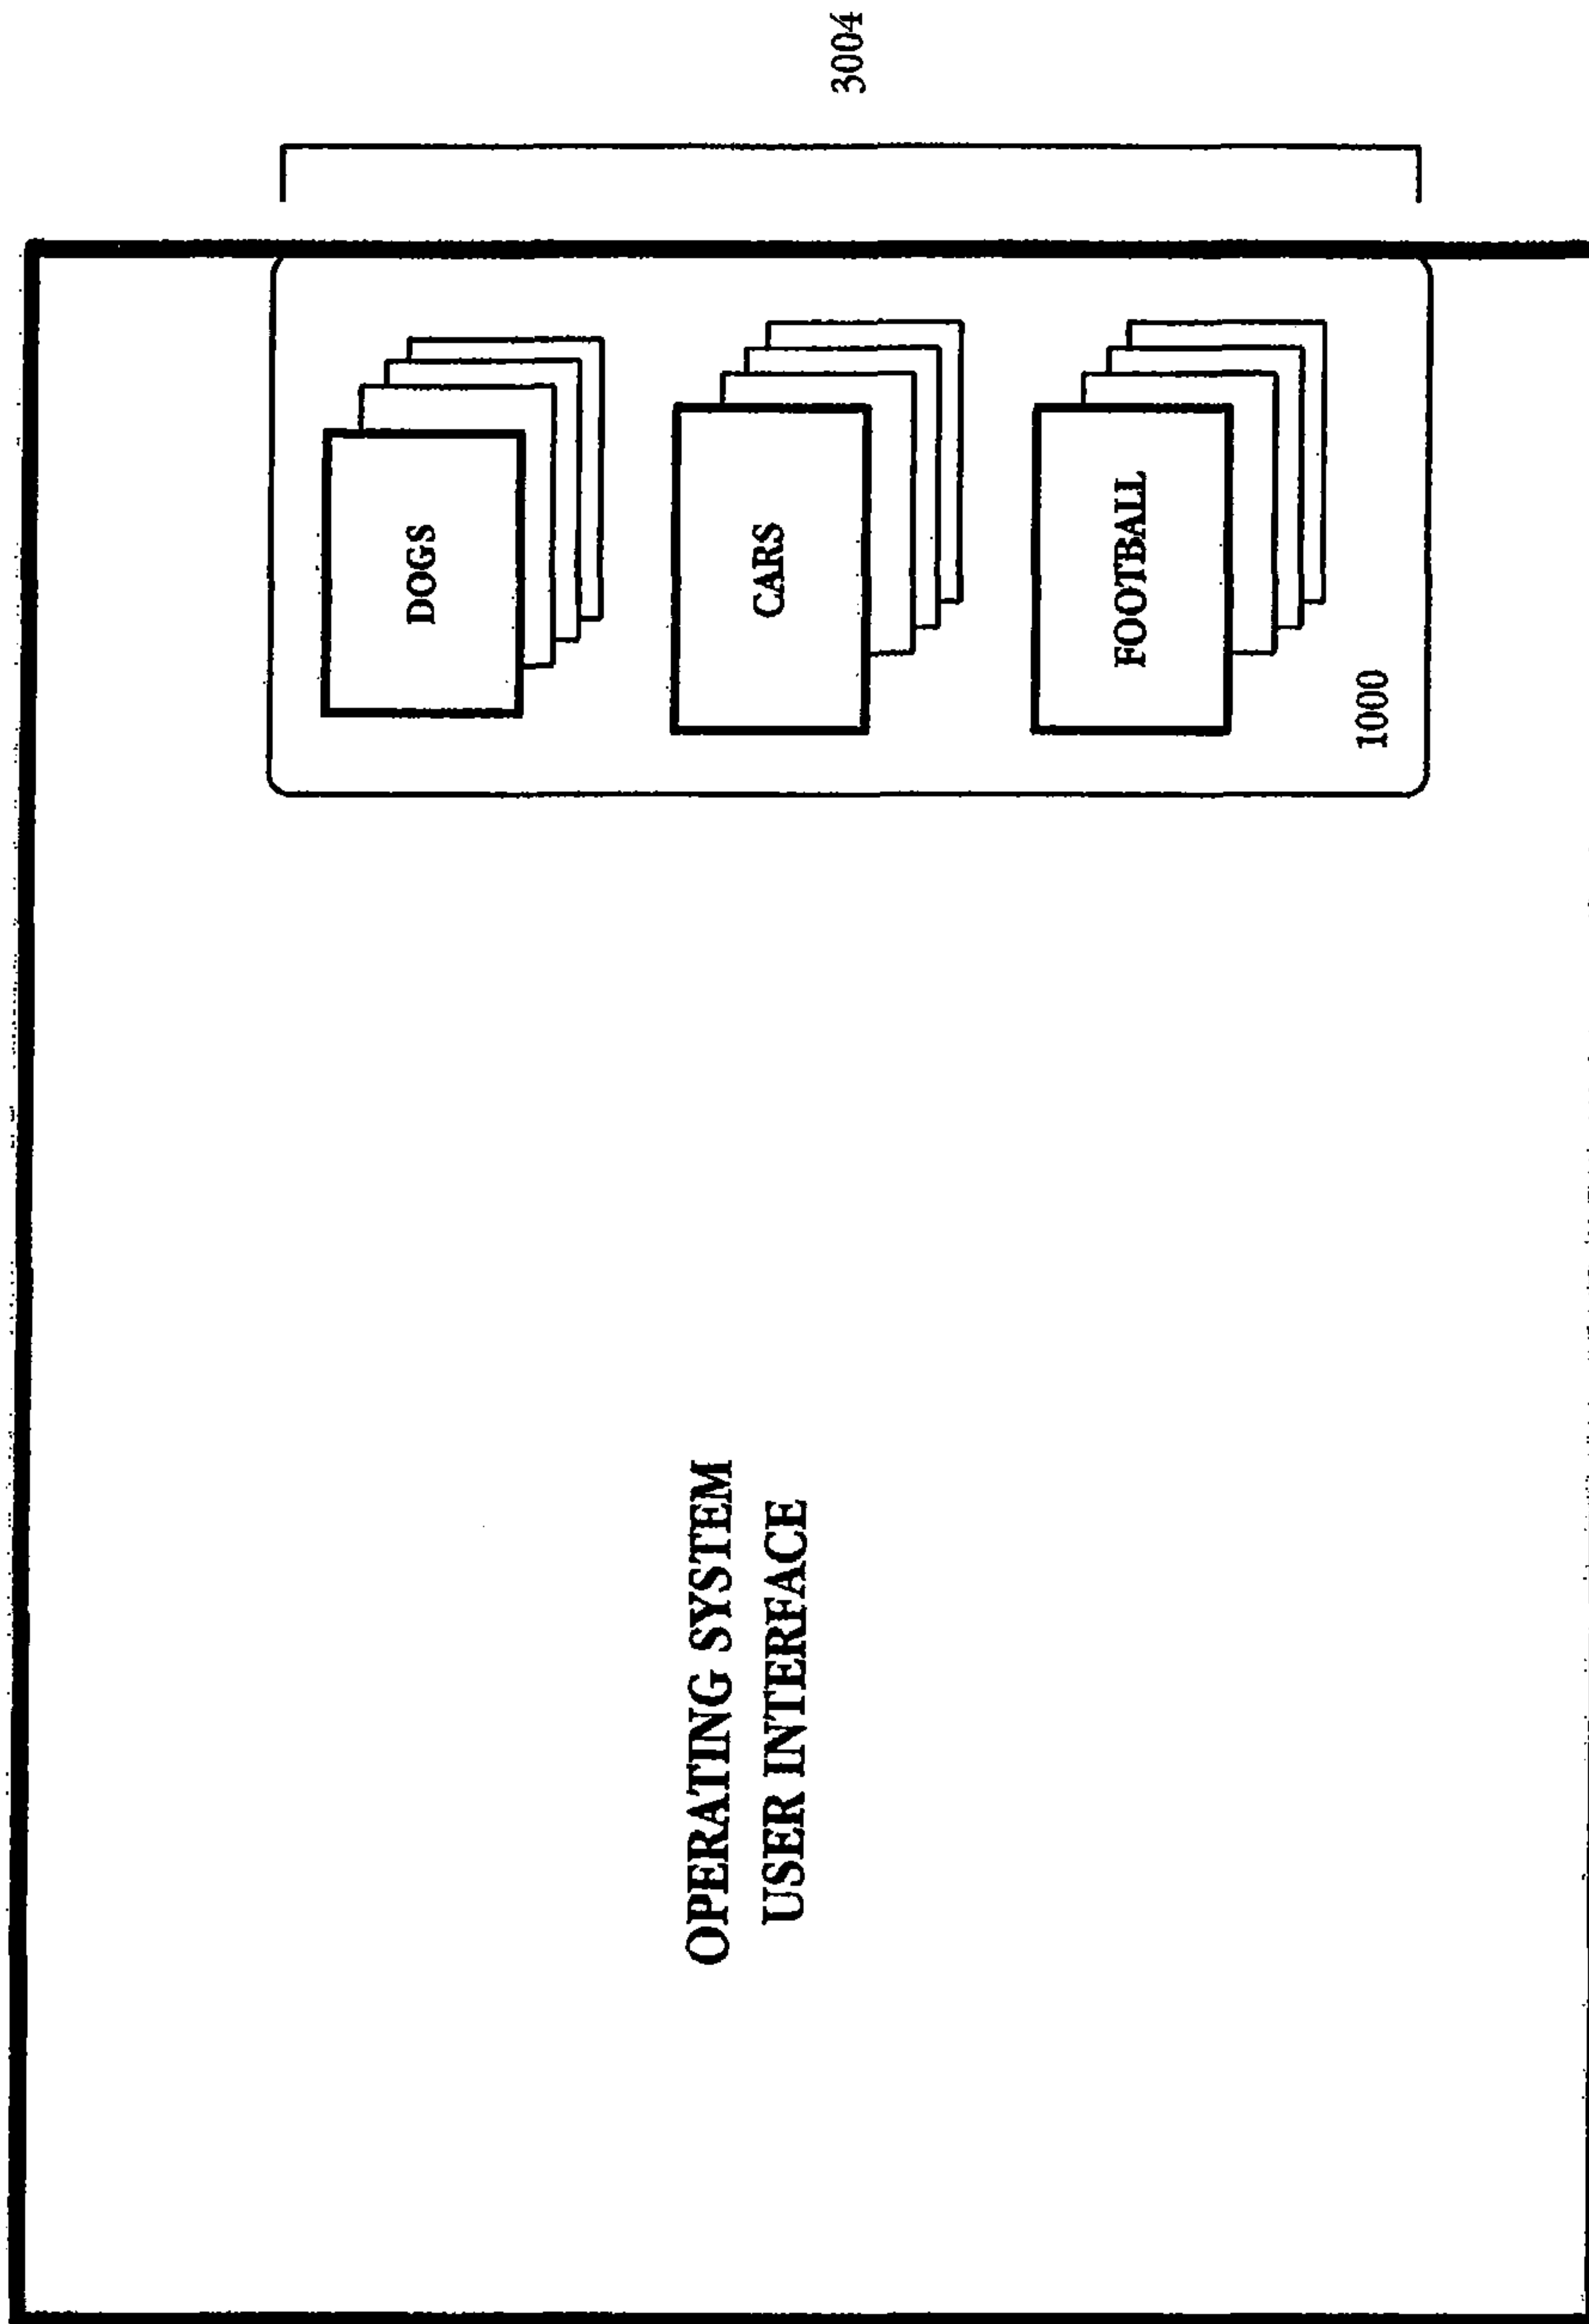 OPERATING SYSTEM
USER INTERFACE
DOGS
CARS
FOOTBALL
1000
3004